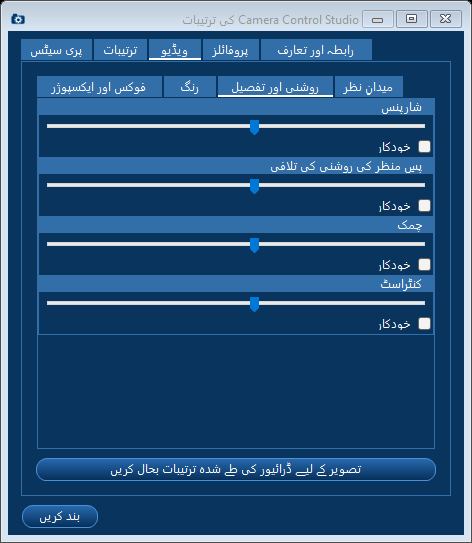 Camera Control Studio کی ترتیبات
رابطہ اور تعارف
پروفائلز
ویڈیو
ترتیبات
پری سیٹس
میدان نظر
روشنی اور تفصیل
رنگ
فوکس اور ایکسپوژر
شارپنس
خودکار
پس منظر کی روشنی کی تلافی
خودکار
چمک
خودکار
کنٹراسٹ
خودکار
تصویر کے لیے ڈرائیور کی طے شدہ ترتیبات بحال کریں
بند کریں